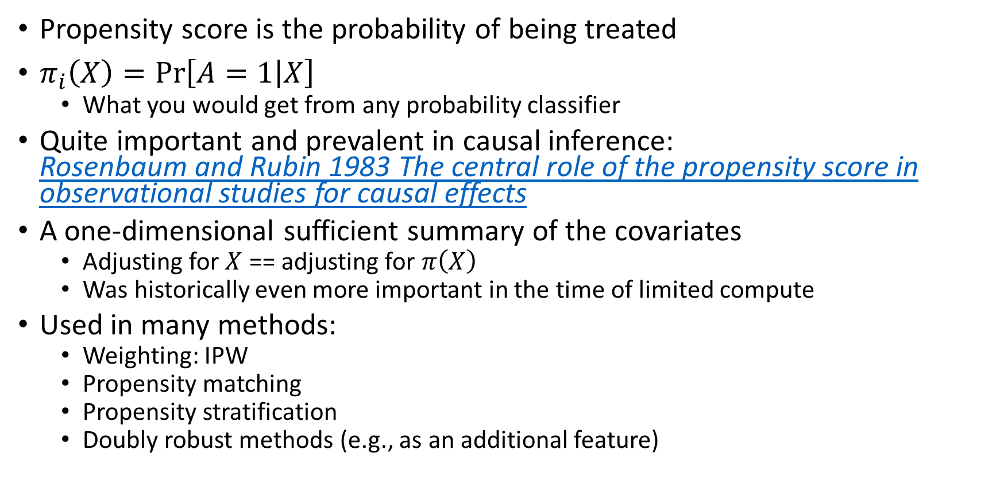 • Propensity score is the probability of being treated
• π_i(X) = Pr[A = 1|X]
• What you would get from any probability classifier
• Quite important and prevalent in causal inference:
Rosenbaum and Rubin 1983 The central role of the propensity score in
observational studies for causal effects
• A one-dimensional sufficient summary of the covariates
• Adjusting for X == adjusting for π(X)
• Was historically even more important in the time of limited compute
• Used in many methods:
• Weighting: IPW
• Propensity matching
• Propensity stratification
• Doubly robust methods (e.g., as an additional feature)